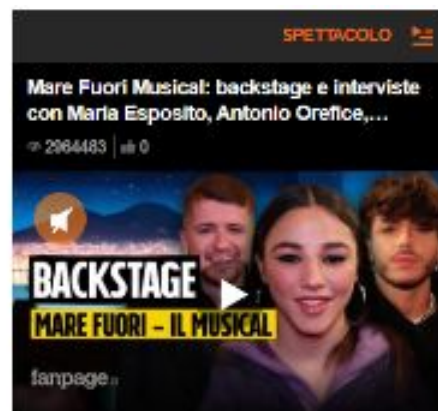 SPETTACOLO
Mare Fuori Musical: backstage e interviste
con Maria Esposito, Antonio Orefice,...
2964483 0
BACKSTAGE
MARE FUORI - IL MUSICAL
fanpage